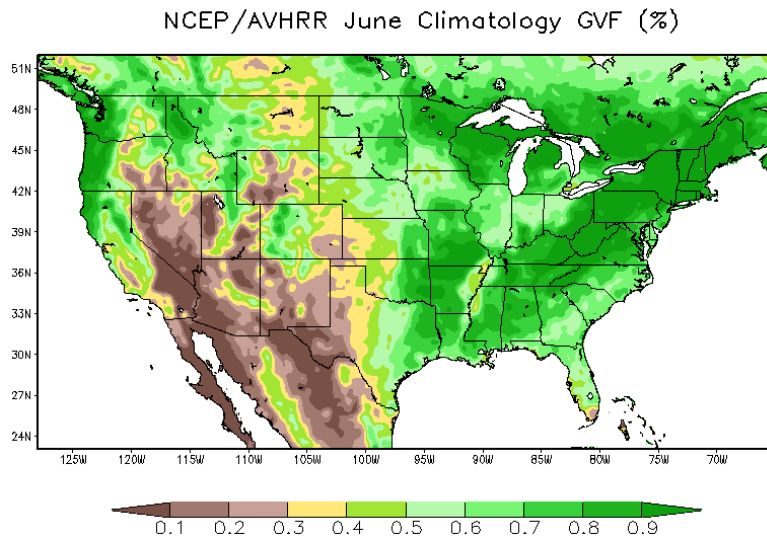 NCEP/AVHRR June Climatology GVF (%)
51N
48N
45N
42N
39N
36N
33N
30N
27N
24N
125W 120W 115W 110W 105W 100W 95W 90W 85W 80W 75W 70W
0.1 0.2 0.3 0.4 0.5 0.6 0.7 0.8 0.9